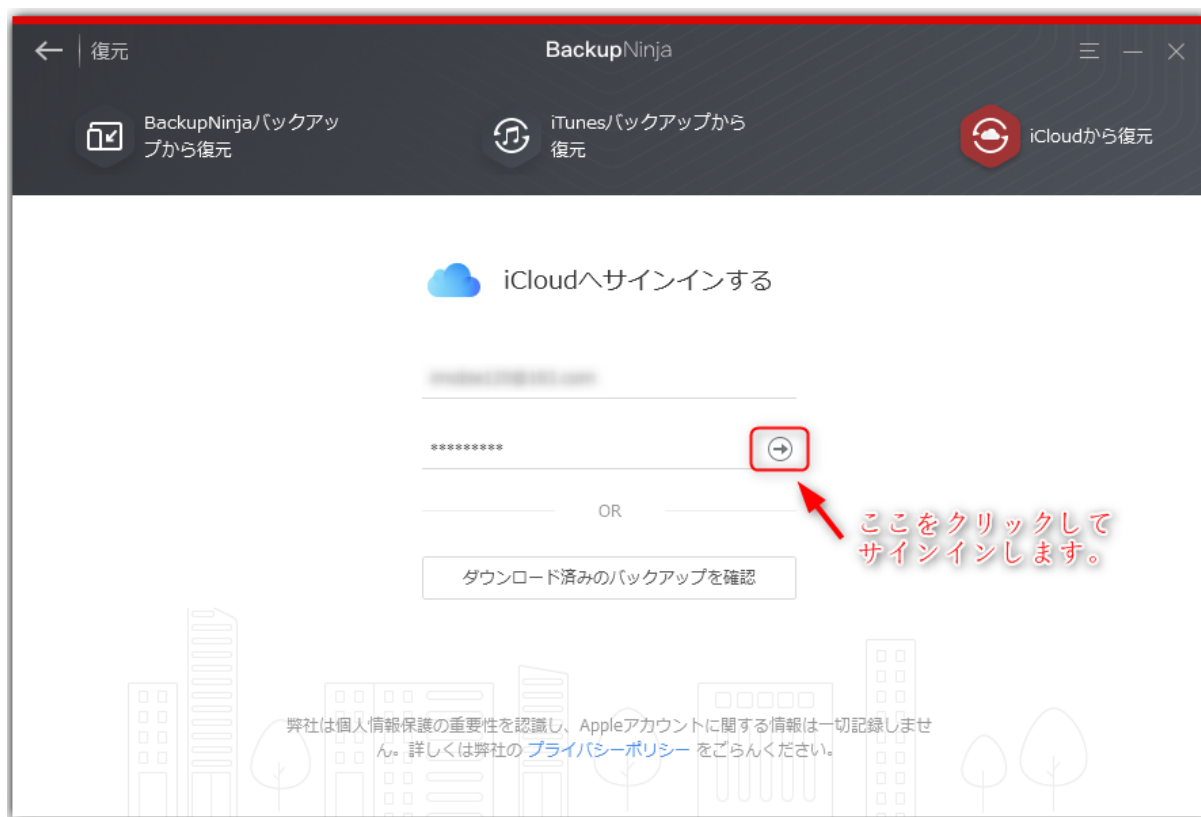 復元
BackupNinja
BackupNinjaバックアッ
プから復元
iTunesバックアップから
復元
iCloudから復元
iCloudへサインインする
*********
OR
ここをクリックして
サインインします。
ダウンロード済みのバックアップを確認
弊社は個人情報保護の重要性を認識し、Appleアカウントに関する情報は一切記録しませ
ん。詳しくは弊社の プライバシーポリシー をごらんください。